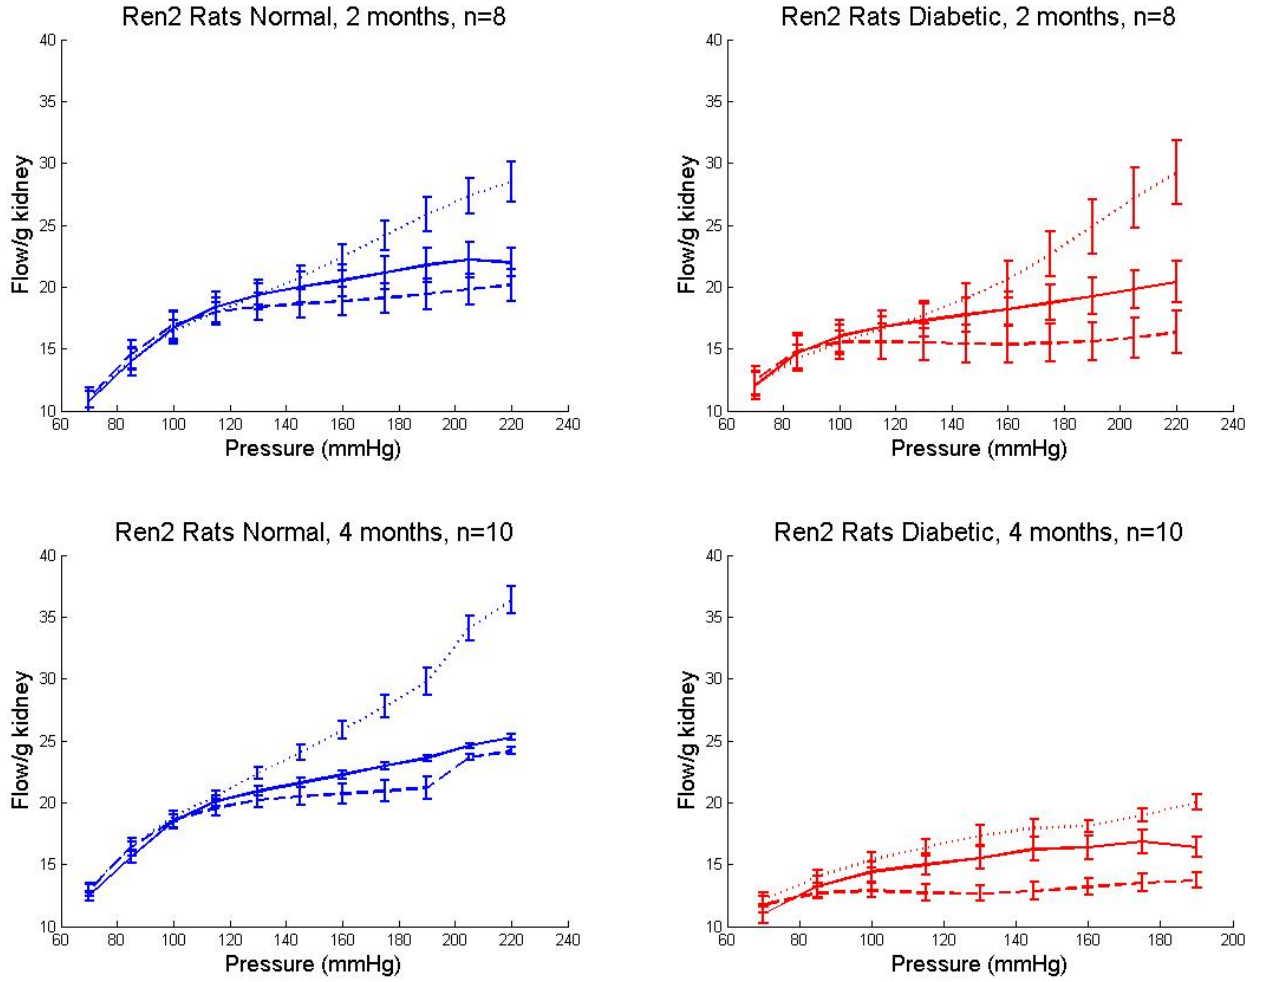 Ren2 Rats Normal, 2 months, n=8
40
35
30
25
20
15
10
Flow/g kidney
60 80 100 120 140 160 180 200 220 240
Pressure (mmHg)
Ren2 Rats Diabetic, 2 months, n=8
40
35
30
25
20
15
10
Flow/g kidney
60 80 100 120 140 160 180 200 220 240
Pressure (mmHg)
Ren2 Rats Normal, 4 months, n=10
40
35
30
25
20
15
10
Flow/g kidney
60 80 100 120 140 160 180 200 220 240
Pressure (mmHg)
Ren2 Rats Diabetic, 4 months, n=10
40
35
30
25
20
15
10
Flow/g kidney
60 80 100 120 140 160 180 200
Pressure (mmHg)